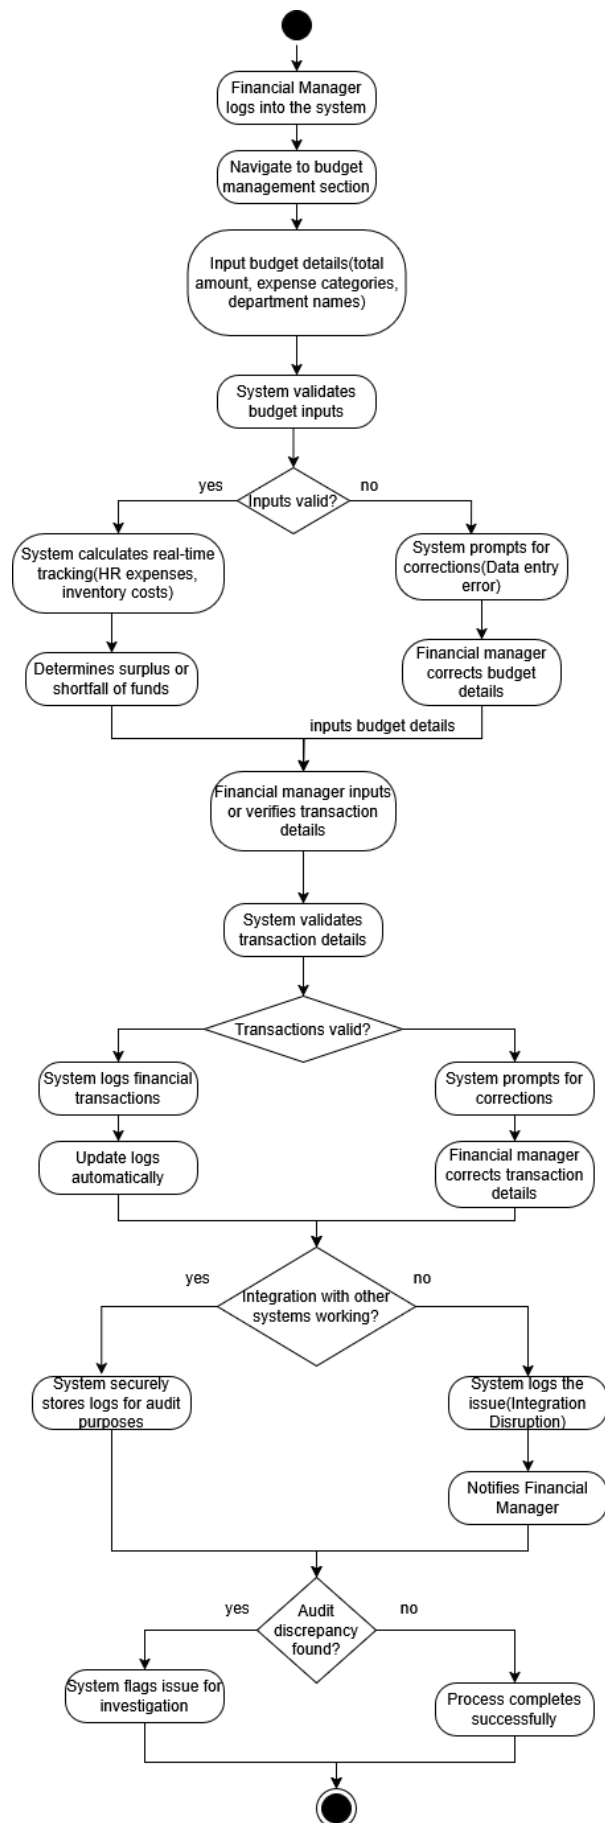 Financial Manager
logs into the system
Navigate to budget
management section
Input budget details(total
amount, expense categories,
department names)
System validates
budget inputs
yes
no
Inputs valid?
System calculates real-time
tracking(HR expenses,
inventory costs)
System prompts for
corrections(Data entry
error)
Determines surplus or
shortfall of funds
Financial manager
corrects budget
details
inputs budget details
Financial manager inputs
or verifies transaction
details
System validates
transaction details
Transactions valid?
System logs financial
transactions
System prompts for
corrections
Update logs
automatically
Financial manager
corrects transaction
details
yes
no
Integration with other
systems working?
System securely
stores logs for audit
purposes
System logs the
issue(Integration
Disruption)
Notifies Financial
Manager
yes
no
Audit
discrepancy
found?
System flags issue for
investigation
Process completes
successfully